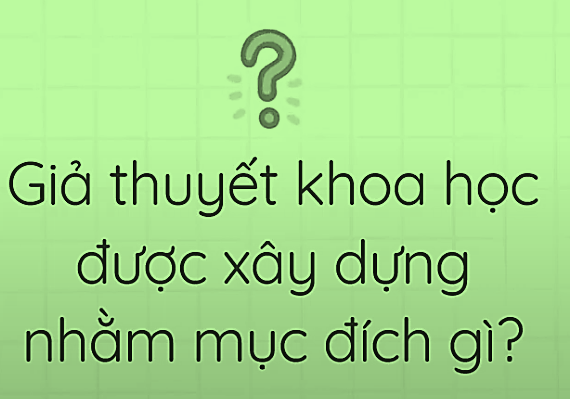 Giả thuyết khoa học
được xây dựng
nhằm mục đích gì?